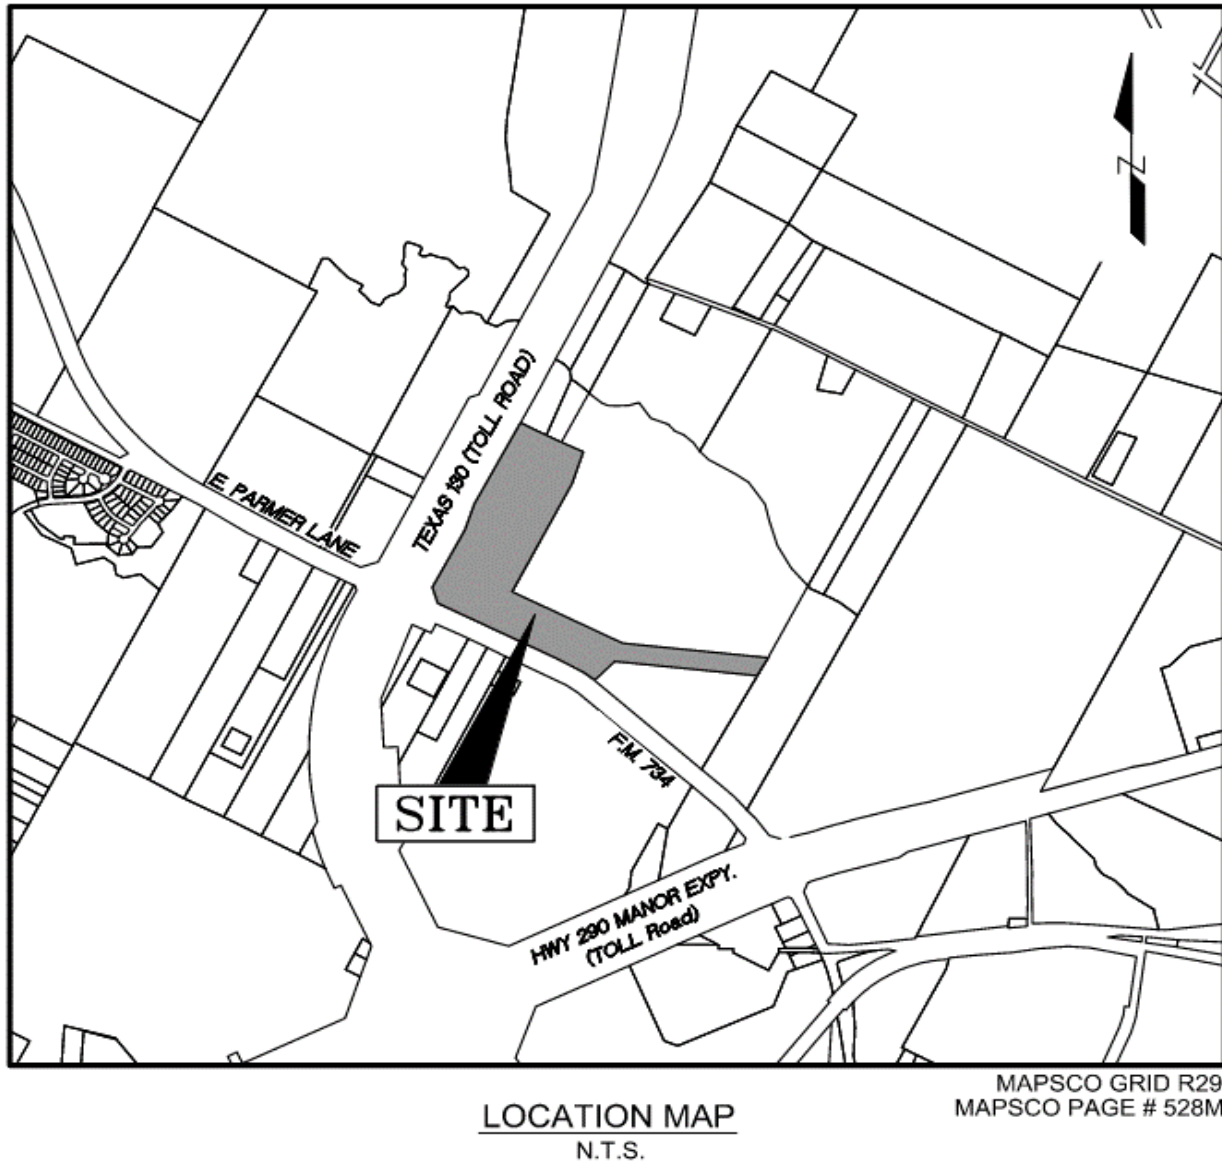 N
TEXAS 130 (TOLL ROAD)
E. PARMER LANE
F.M. 734
SITE
HWY 290 MANOR EXPY.
(TOLL Road)
MAPSCO GRID R29
MAPSCO PAGE # 528M
LOCATION MAP
N.T.S.